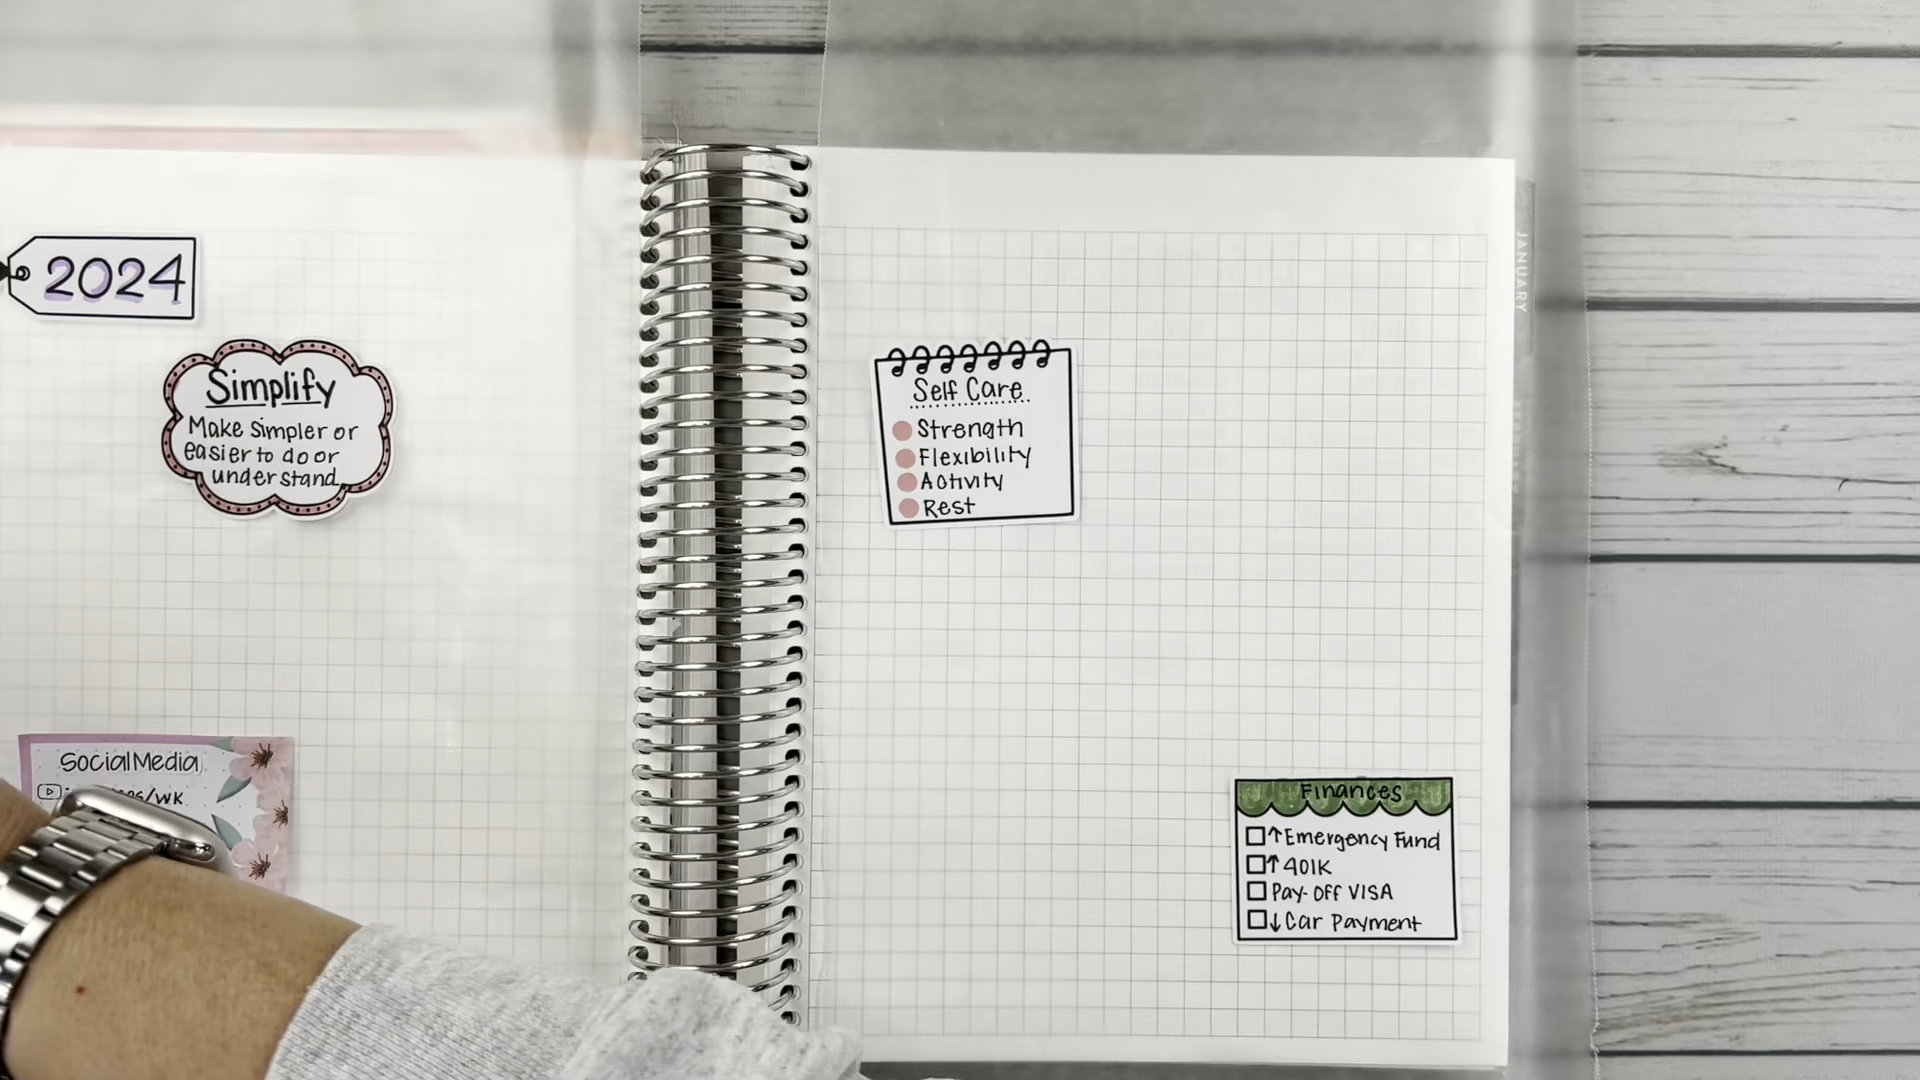 2024
Simplify
Make Simpler or
easier to do or
understand.
Social Media
/WK
Self Care
Strength
Flexibility
Activity
Rest
Finances
↑Emergency Fund
↑401K
Pay-off VISA
↓Car Payment
JANUARY